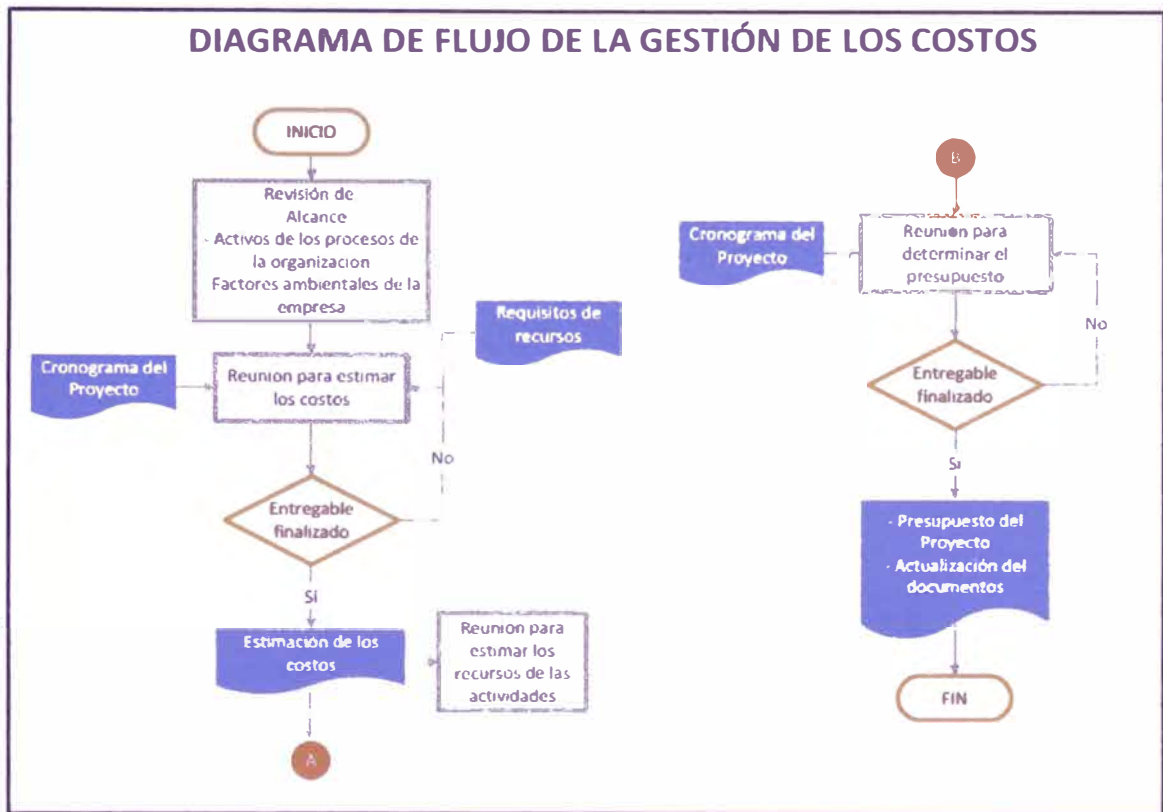 DIAGRAMA DE FLUJO DE LA GESTIÓN DE LOS COSTOS
INICIO
Revisión de
Alcance
- Activos de los procesos de
la organizacion
Factores ambientales de la
empresa
Requisitos de
recursos
Cronograma del
Proyecto
Reunion para estimar
los costos
No
Entregable
finalizado
Si
Estimación de los
costos
Reunion para
estimar los
recursos de las
actividades
A
B
Cronograma del
Proyecto
Reunion para
determinar el
presupuesto
No
Entregable
finalizado
Si
- Presupuesto del
Proyecto
- Actualización del
documentos
FIN